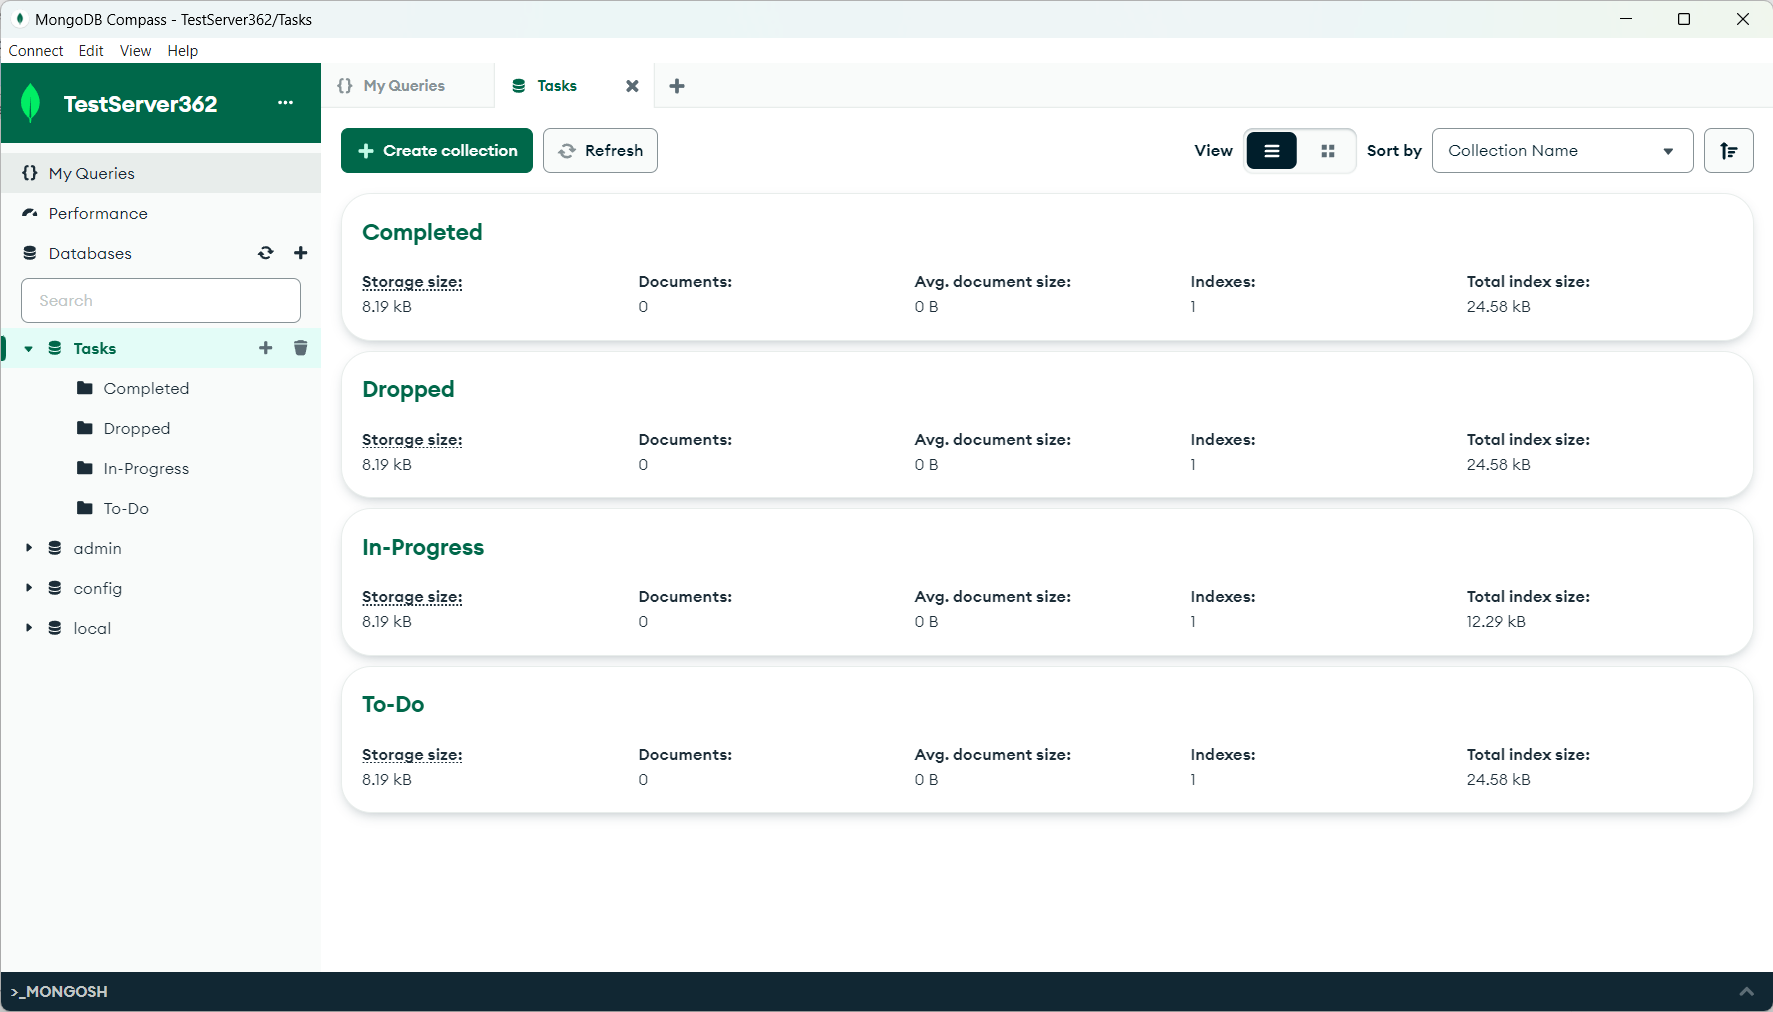 MongoDB Compass - TestServer362/Tasks
Connect Edit View Help
TestServer362 ...
{} My Queries
Tasks
My Queries
Performance
Databases
Search
Tasks
Completed
Dropped
In-Progress
To-Do
admin
config
local
Create collection
Refresh
View
Sort by
Collection Name
Completed
Storage size: Documents: Avg. document size: Indexes: Total index size:
8.19 kB 0 0 B 1 24.58 kB
Dropped
Storage size: Documents: Avg. document size: Indexes: Total index size:
8.19 kB 0 0 B 1 24.58 kB
In-Progress
Storage size: Documents: Avg. document size: Indexes: Total index size:
8.19 kB 0 0 B 1 12.29 kB
To-Do
Storage size: Documents: Avg. document size: Indexes: Total index size:
8.19 kB 0 0 B 1 24.58 kB
>_MONGOSH